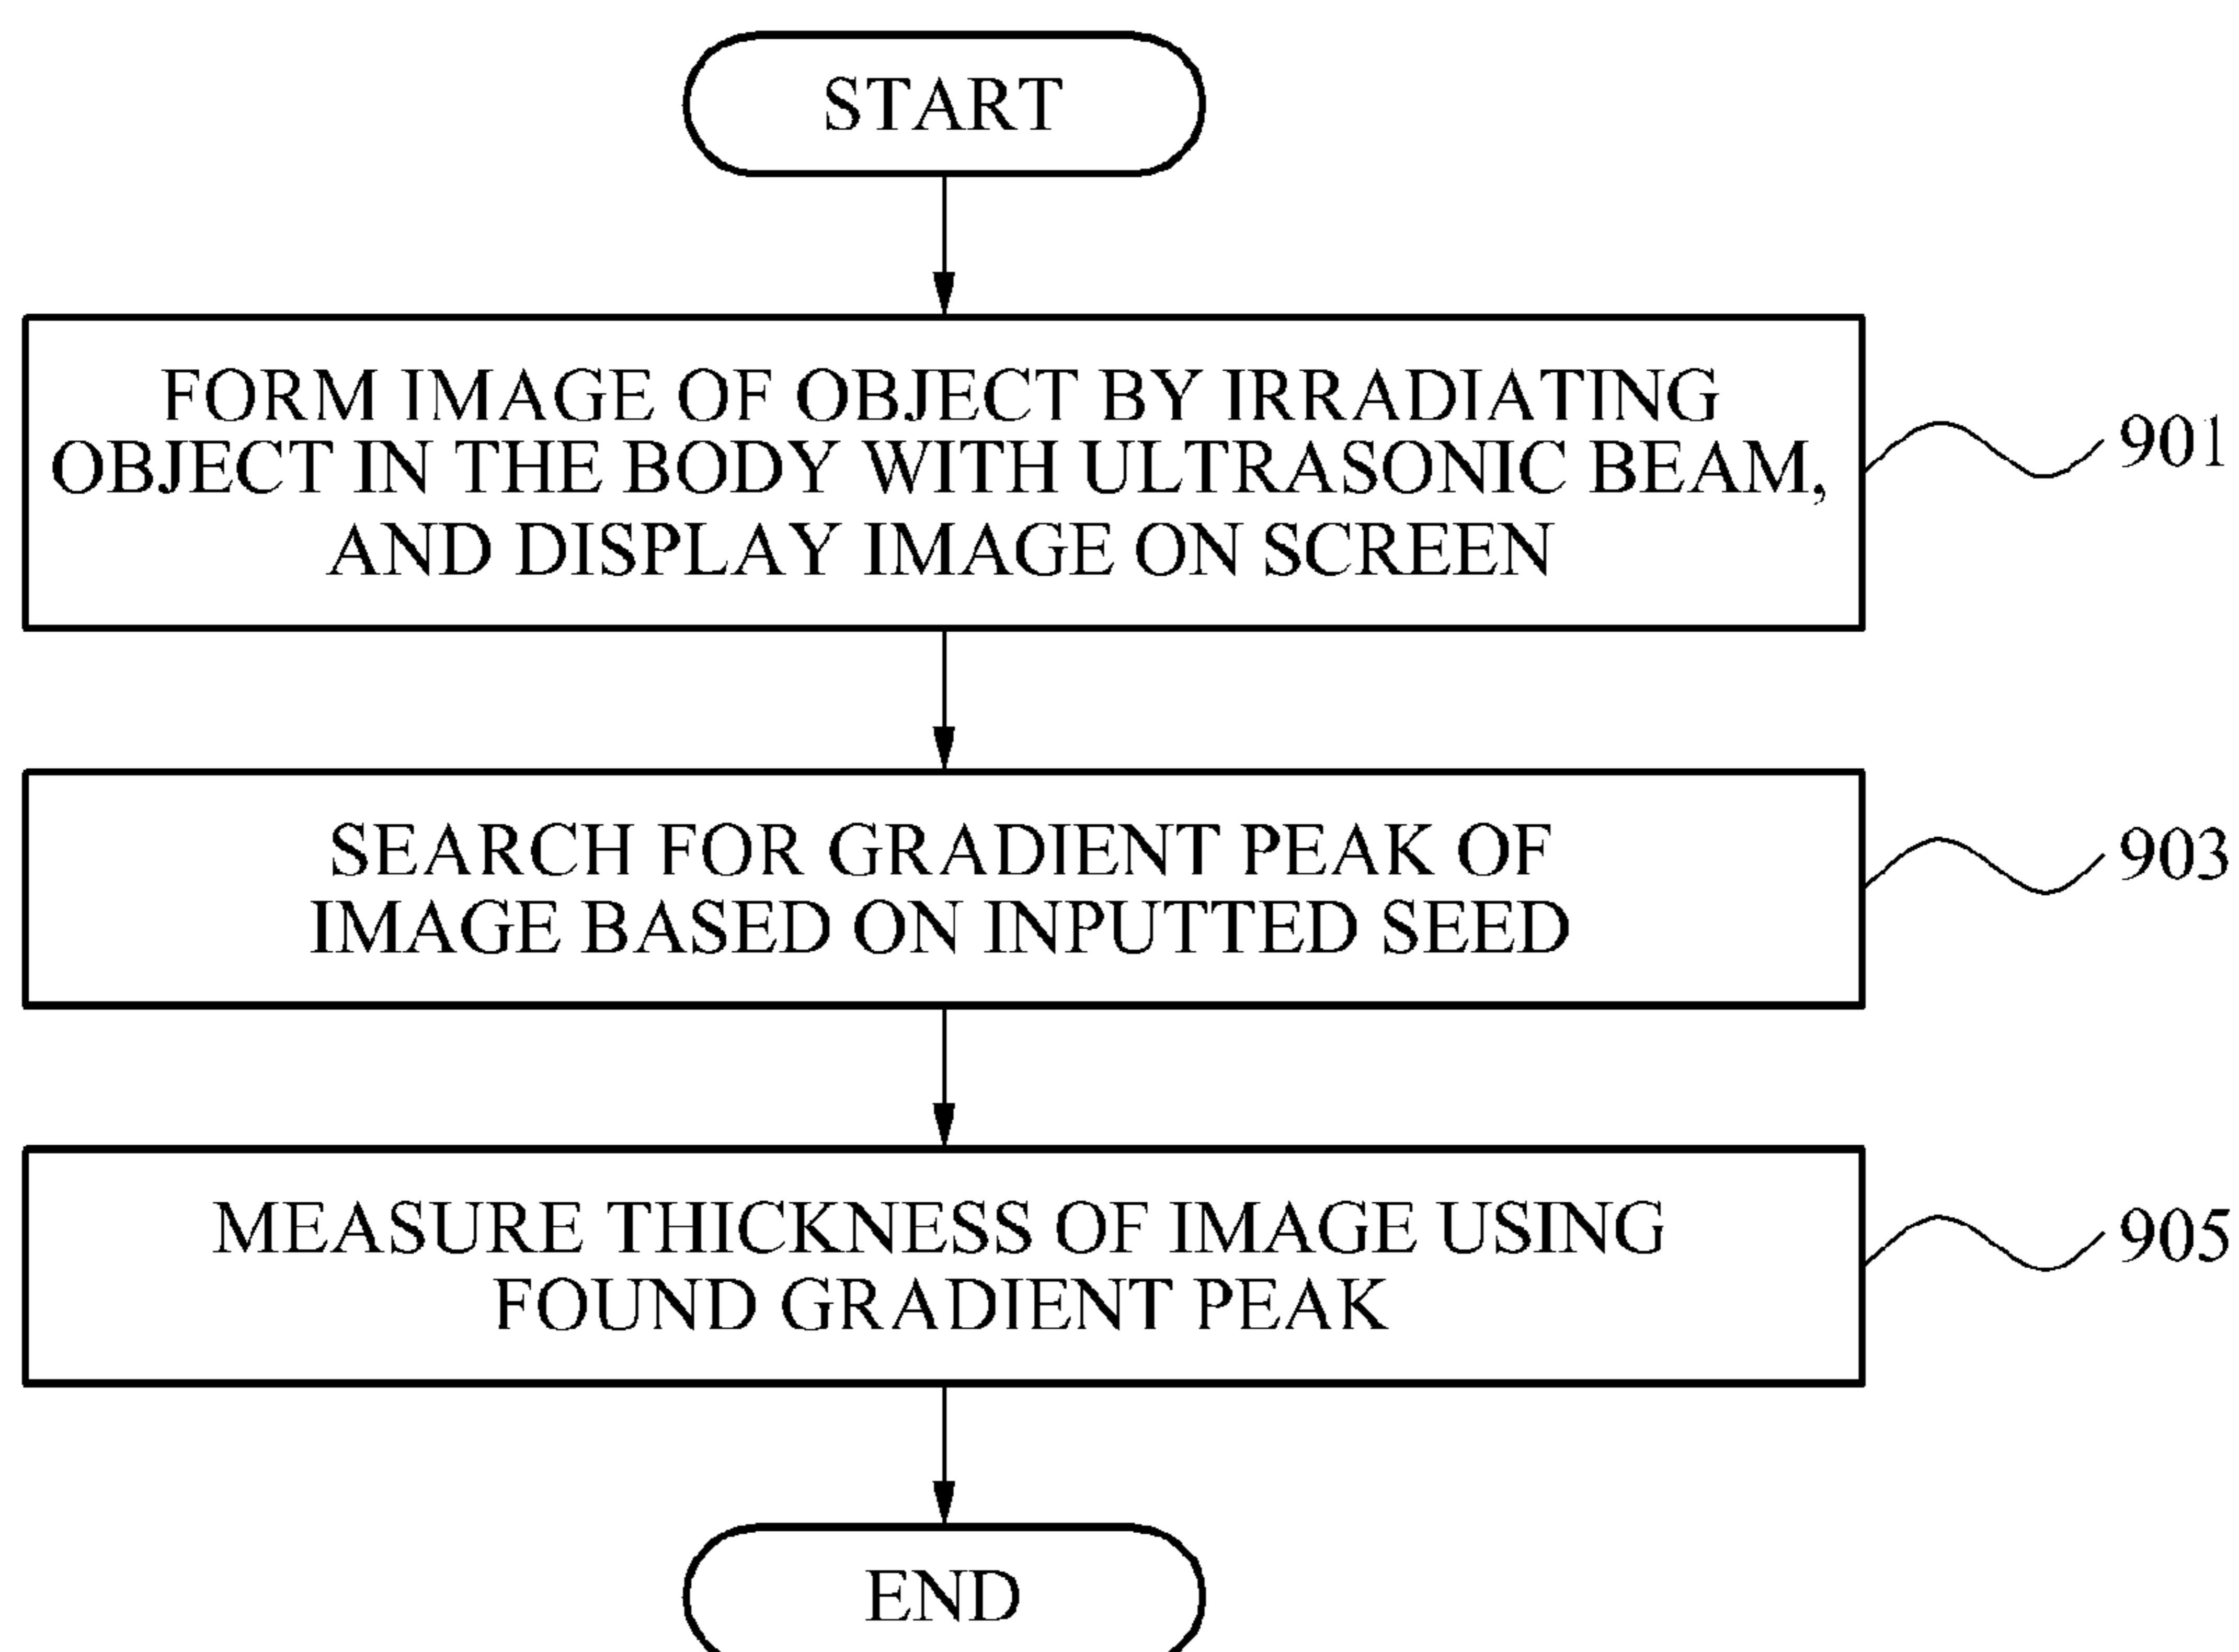 START
FORM IMAGE OF OBJECT BY IRRADIATING
OBJECT IN THE BODY WITH ULTRASONIC BEAM,
AND DISPLAY IMAGE ON SCREEN
901
SEARCH FOR GRADIENT PEAK OF
IMAGE BASED ON INPUTTED SEED
903
MEASURE THICKNESS OF IMAGE USING
FOUND GRADIENT PEAK
905
END